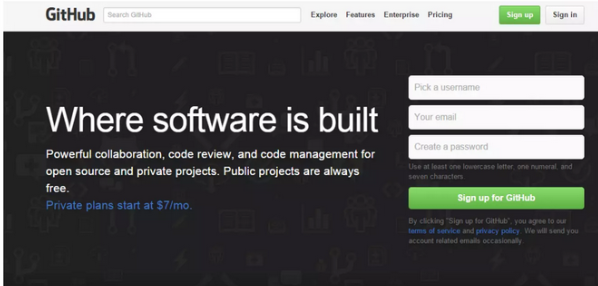 GitHub
Search GitHub
Explore Features Enterprise Pricing
Sign up
Sign in
Where software is built
Powerful collaboration, code review, and code management for
open source and private projects. Public projects are always
free.
Private plans start at $7/mo.
Pick a username
Your email
Create a password
Use at least one lowercase letter, one numeral, and
seven characters
Sign up for GitHub
By clicking "Sign up for GitHub", you agree to our
terms of service and privacy policy. We will send you
account related emails occasionally.